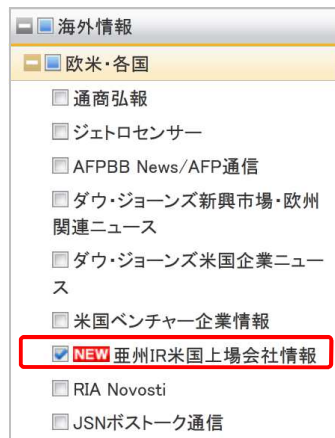 海外情報
欧米・各国
通商弘報
ジェトロセンサー
AFPBB News/AFP通信
ダウ・ジョーンズ新興市場・欧州
関連ニュース
ダウ・ジョーンズ米国企業ニュー
ス
米国ベンチャー企業情報
NEW 亜州IR米国上場会社情報
RIA Novosti
JSNボストーク通信